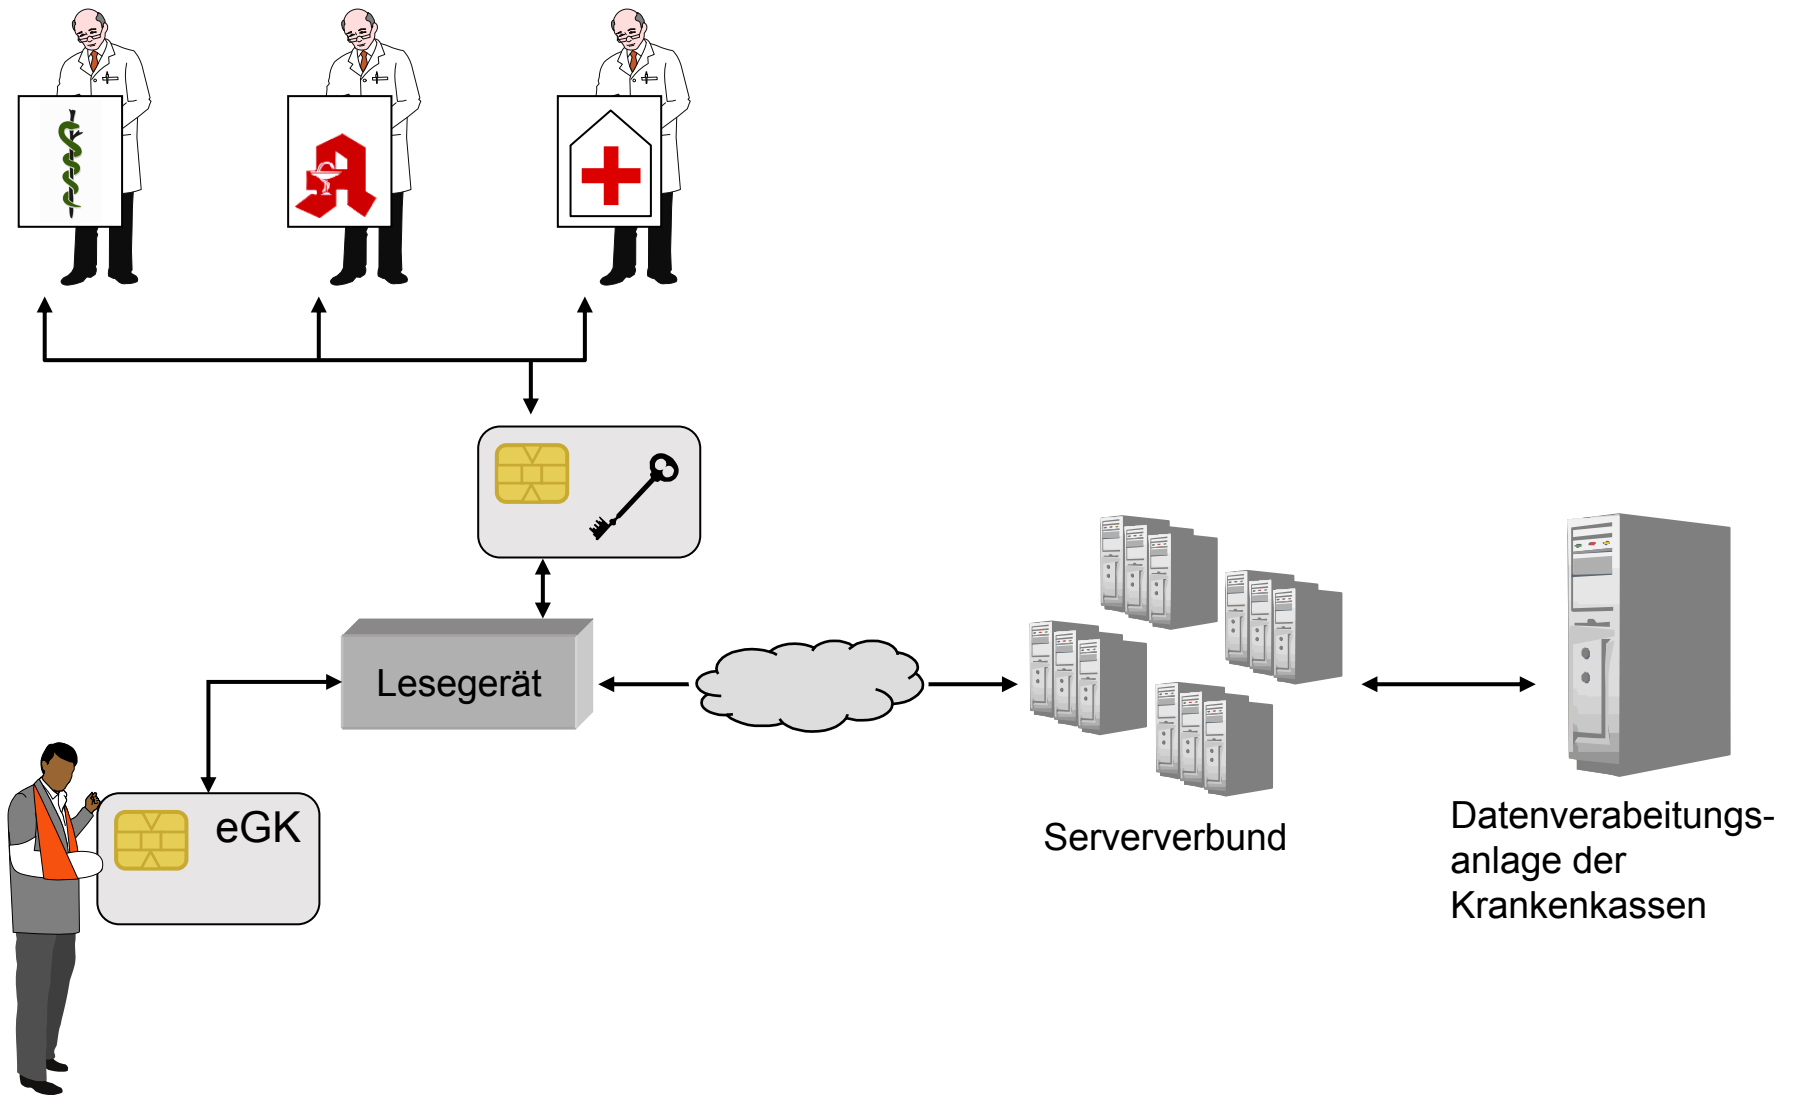 Lesegerät
eGK
Serververbund
Datenverabeitungs-
anlage der
Krankenkassen